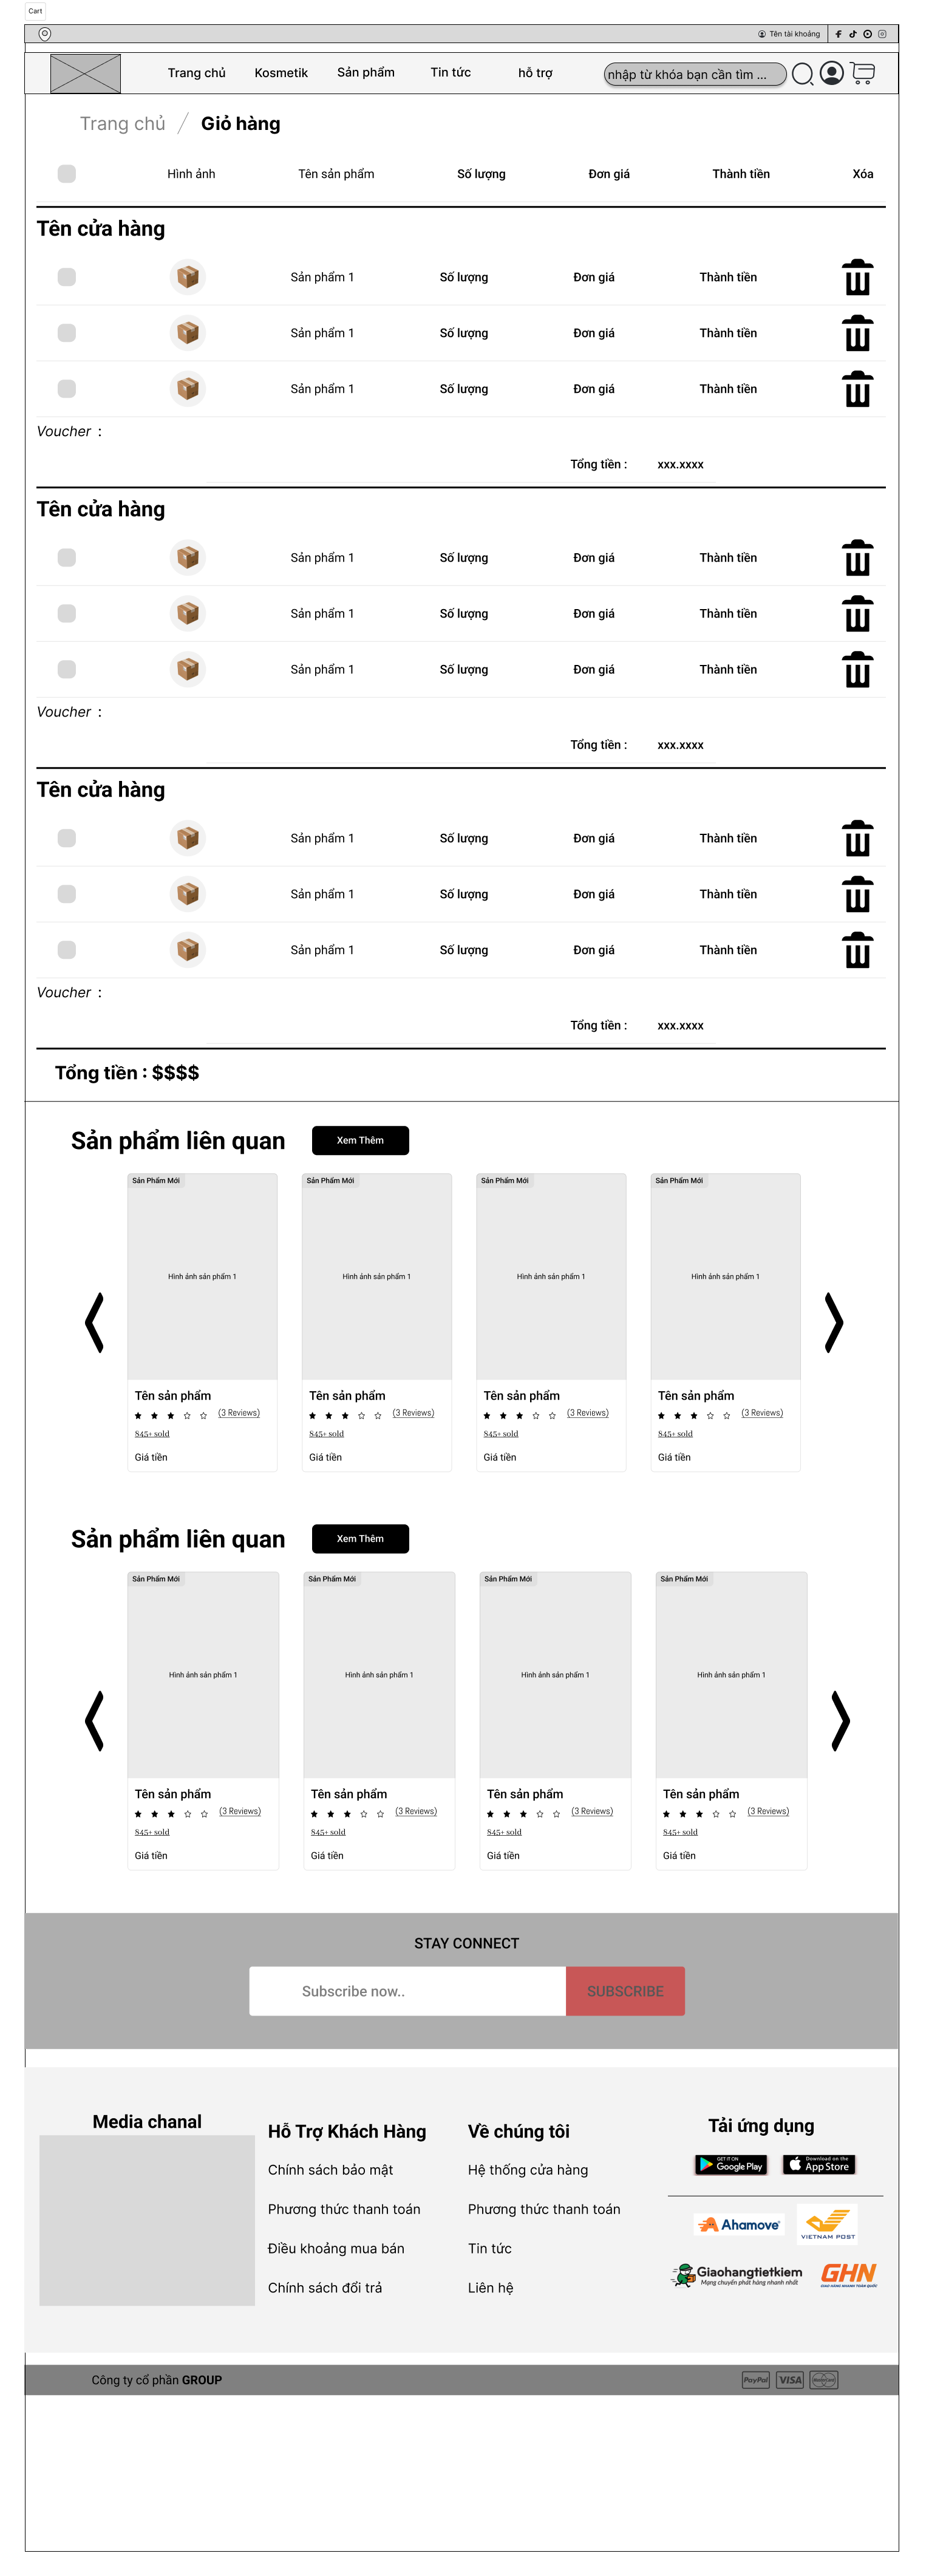 Cart
Tên tài khoảng
Trang chủ Kosmetik Sản phẩm Tin tức hỗ trợ nhập từ khóa bạn cần tìm ...
Trang chủ / Giỏ hàng
Hình ảnh Tên sản phẩm Số lượng Đơn giá Thành tiền Xóa
Tên cửa hàng
Sản phẩm 1 Số lượng Đơn giá Thành tiền
Sản phẩm 1 Số lượng Đơn giá Thành tiền
Sản phẩm 1 Số lượng Đơn giá Thành tiền
Voucher :
Tổng tiền : xxx.xxxx
Tên cửa hàng
Sản phẩm 1 Số lượng Đơn giá Thành tiền
Sản phẩm 1 Số lượng Đơn giá Thành tiền
Sản phẩm 1 Số lượng Đơn giá Thành tiền
Voucher :
Tổng tiền : xxx.xxxx
Tên cửa hàng
Sản phẩm 1 Số lượng Đơn giá Thành tiền
Sản phẩm 1 Số lượng Đơn giá Thành tiền
Sản phẩm 1 Số lượng Đơn giá Thành tiền
Voucher :
Tổng tiền : xxx.xxxx
Tổng tiền : $$$$
Sản phẩm liên quan Xem Thêm
Sản Phẩm Mới Sản Phẩm Mới Sản Phẩm Mới Sản Phẩm Mới
Hình ảnh sản phẩm 1 Hình ảnh sản phẩm 1 Hình ảnh sản phẩm 1 Hình ảnh sản phẩm 1
Tên sản phẩm Tên sản phẩm Tên sản phẩm Tên sản phẩm
(3 Reviews) (3 Reviews) (3 Reviews) (3 Reviews)
845+ sold 845+ sold 845+ sold 845+ sold
Giá tiền Giá tiền Giá tiền Giá tiền
Sản phẩm liên quan Xem Thêm
Sản Phẩm Mới Sản Phẩm Mới Sản Phẩm Mới Sản Phẩm Mới
Hình ảnh sản phẩm 1 Hình ảnh sản phẩm 1 Hình ảnh sản phẩm 1 Hình ảnh sản phẩm 1
Tên sản phẩm Tên sản phẩm Tên sản phẩm Tên sản phẩm
(3 Reviews) (3 Reviews) (3 Reviews) (3 Reviews)
845+ sold 845+ sold 845+ sold 845+ sold
Giá tiền Giá tiền Giá tiền Giá tiền
STAY CONNECT
Subscribe now.. SUBSCRIBE
Media chanal
Hỗ Trợ Khách Hàng
Chính sách bảo mật
Phương thức thanh toán
Điều khoảng mua bán
Chính sách đổi trả
Về chúng tôi
Hệ thống cửa hàng
Phương thức thanh toán
Tin tức
Liên hệ
Tải ứng dụng
GET IT ON
Google Play
Download on the
App Store
Ahamove
VIETNAM POST
Giaohangtietkiem
Mạng chuyển phát hàng nhanh nhất
GHN
GIAO HÀNG NHANH TOÀN QUỐC
Công ty cổ phần GROUP
PayPal VISA MasterCard